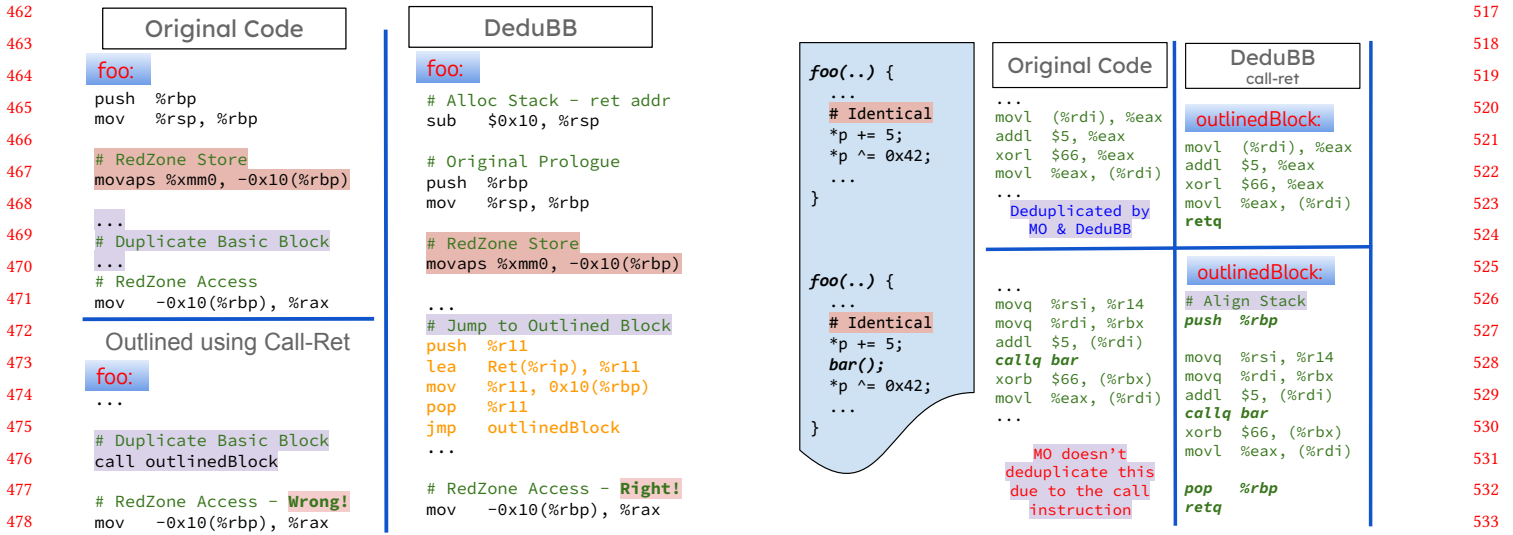 462
463
464
465
466
467
468
469
470
471
472
473
474
475
476
477
478
Original Code
foo:
push %rbp
mov %rsp, %rbp
# RedZone Store
movaps %xmm0, -0x10(%rbp)
...
# Duplicate Basic Block
...
# RedZone Access
mov -0x10(%rbp), %rax
Outlined using Call-Ret
foo:
...
# Duplicate Basic Block
call outlinedBlock
# RedZone Access - Wrong!
mov -0x10(%rbp), %rax
DeduBB
foo:
# Alloc Stack - ret addr
sub $0x10, %rsp
# Original Prologue
push %rbp
mov %rsp, %rbp
# RedZone Store
movaps %xmm0, -0x10(%rbp)
...
# Jump to Outlined Block
push %r11
lea Ret(%rip), %r11
mov %r11, 0x10(%rbp)
pop %r11
jmp outlinedBlock
...
# RedZone Access - Right!
mov -0x10(%rbp), %rax
foo(..) {
...
# Identical
*p += 5;
*p ^= 0x42;
...
}
foo(..) {
...
# Identical
*p += 5;
bar();
*p ^= 0x42;
...
}
Original Code
...
movl (%rdi), %eax
addl $5, %eax
xorl $66, %eax
movl %eax, (%rdi)
...
Deduplicated by
MO & DeduBB
...
movq %rsi, %r14
movq %rdi, %rbx
addl $5, (%rdi)
callq bar
xorb $66, (%rbx)
movl %eax, (%rdi)
...
MO doesn't
deduplicate this
due to the call
instruction
DeduBB
call-ret
outlinedBlock:
movl (%rdi), %eax
addl $5, %eax
xorl $66, %eax
movl %eax, (%rdi)
retq
outlinedBlock:
# Align Stack
push %rbp
movq %rsi, %r14
movq %rdi, %rbx
addl $5, (%rdi)
callq bar
xorb $66, (%rbx)
movl %eax, (%rdi)
pop %rbp
retq
517
518
519
520
521
522
523
524
525
526
527
528
529
530
531
532
533